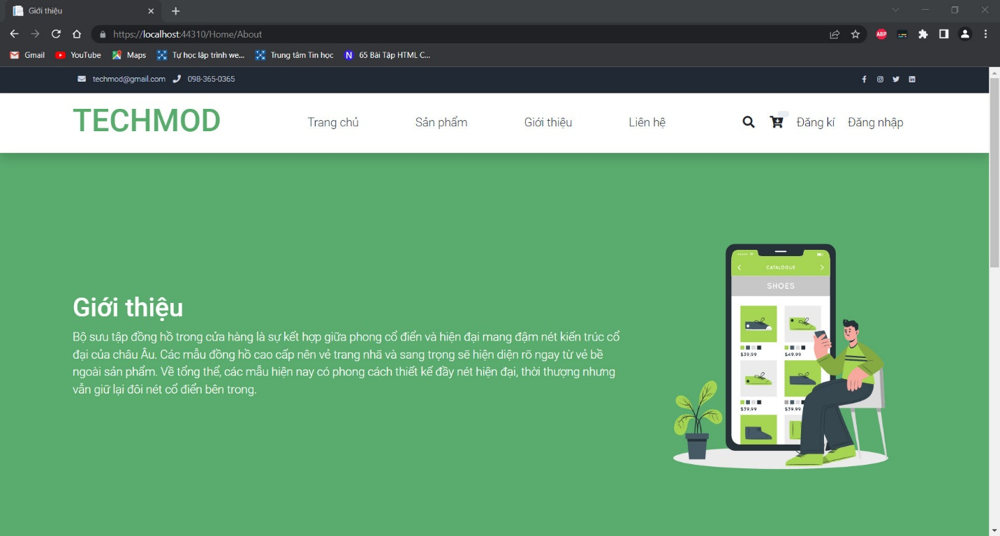 Giới thiệu
https://localhost:44310/Home/About
ABP
Gmail
YouTube
Maps
Tự học lập trình we...
Trung tâm Tin học
N
65 Bài Tập HTML C...
techmod@gmail.com
098-365-0365
TECHMOD
Trang chủ
Sản phẩm
Giới thiệu
Liên hệ
Đăng kí
Đăng nhập
Giới thiệu
Bộ sưu tập đồng hồ trong cửa hàng là sự kết hợp giữa phong cổ điển và hiện đại mang đậm nét kiến trúc cổ
đại của châu Âu. Các mẫu đồng hồ cao cấp nên vẻ trang nhã và sang trọng sẽ hiện diện rõ ngay từ vẻ bề
ngoài sản phẩm. Về tổng thể, các mẫu hiện nay có phong cách thiết kế đầy nét hiện đại, thời thượng nhưng
vẫn giữ lại đôi nét cổ điển bên trong.
CATALOGUE
SHOES
$39,99
$49,99
$39,99
$39,99